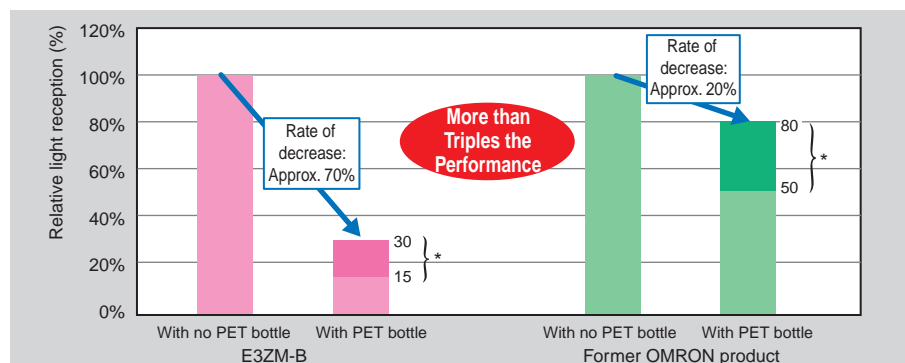 Relative light reception (%)
120%
100%
80%
60%
40%
20%
0%
Rate of
decrease:
Approx. 70%
30
15
*
More than
Triples the
Performance
Rate of
decrease:
Approx. 20%
80
50
*
With no PET bottle
With PET bottle
With no PET bottle
With PET bottle
E3ZM-B
Former OMRON product